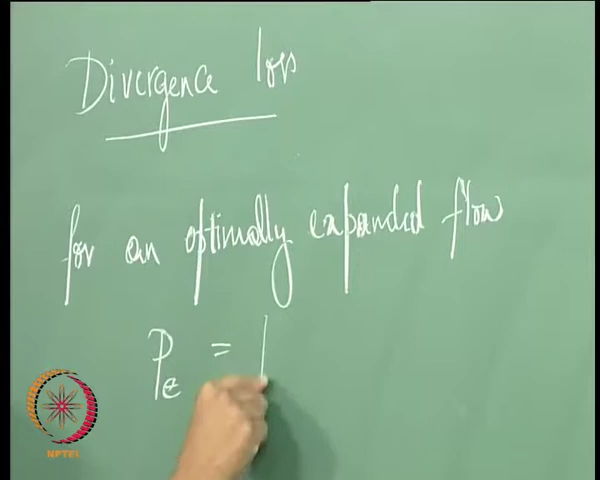 Divergence loss
for an optimally expanded flow
Pe =
NPTEL